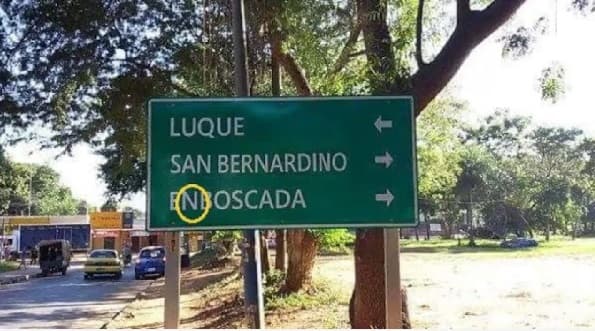 LUQUE ←
SAN BERNARDINO →
ENBOSCADA →